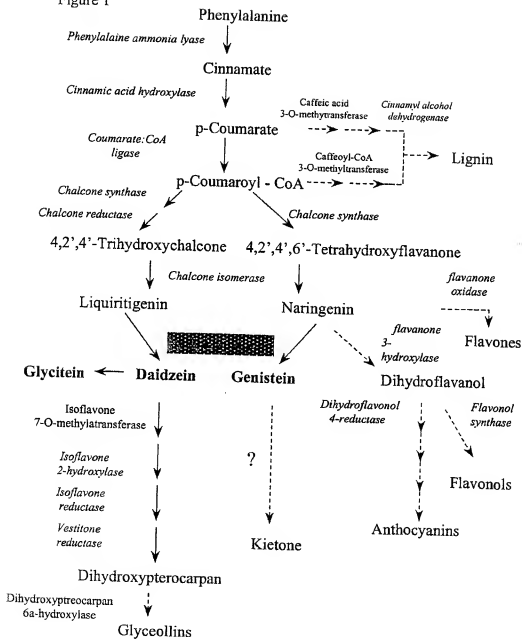 Figure 1
Phenylalanine
Phenylalaine ammonia lyase
Cinnamate
Cinnamic acid hydroxylase
p-Coumarate
Caffeic acid
3-O-methytransferase
Cinnamyl alcohol
dehydrogenase
Coumarate:CoA
ligase
Caffeoyl-CoA
3-O-methyltransferase
Lignin
p-Coumaroyl - CoA
Chalcone synthase
Chalcone reductase
Chalcone synthase
4,2',4'-Trihydroxychalcone
4,2',4',6'-Tetrahydroxyflavanone
Chalcone isomerase
flavanone
oxidase
Liquiritigenin
Naringenin
flavanone
3-
hydroxylase
Flavones
Glycitein
Daidzein
Genistein
Dihydroflavanol
Isoflavone
7-O-methylatransferase
Dihydroflavonol
4-reductase
Flavonol
synthase
Isoflavone
2-hydroxylase
?
Isoflavone
reductase
Flavonols
Vestitone
reductase
Anthocyanins
Kietone
Dihydroxypterocarpan
Dihydroxyptreocarpan
6a-hydroxylase
Glyceollins